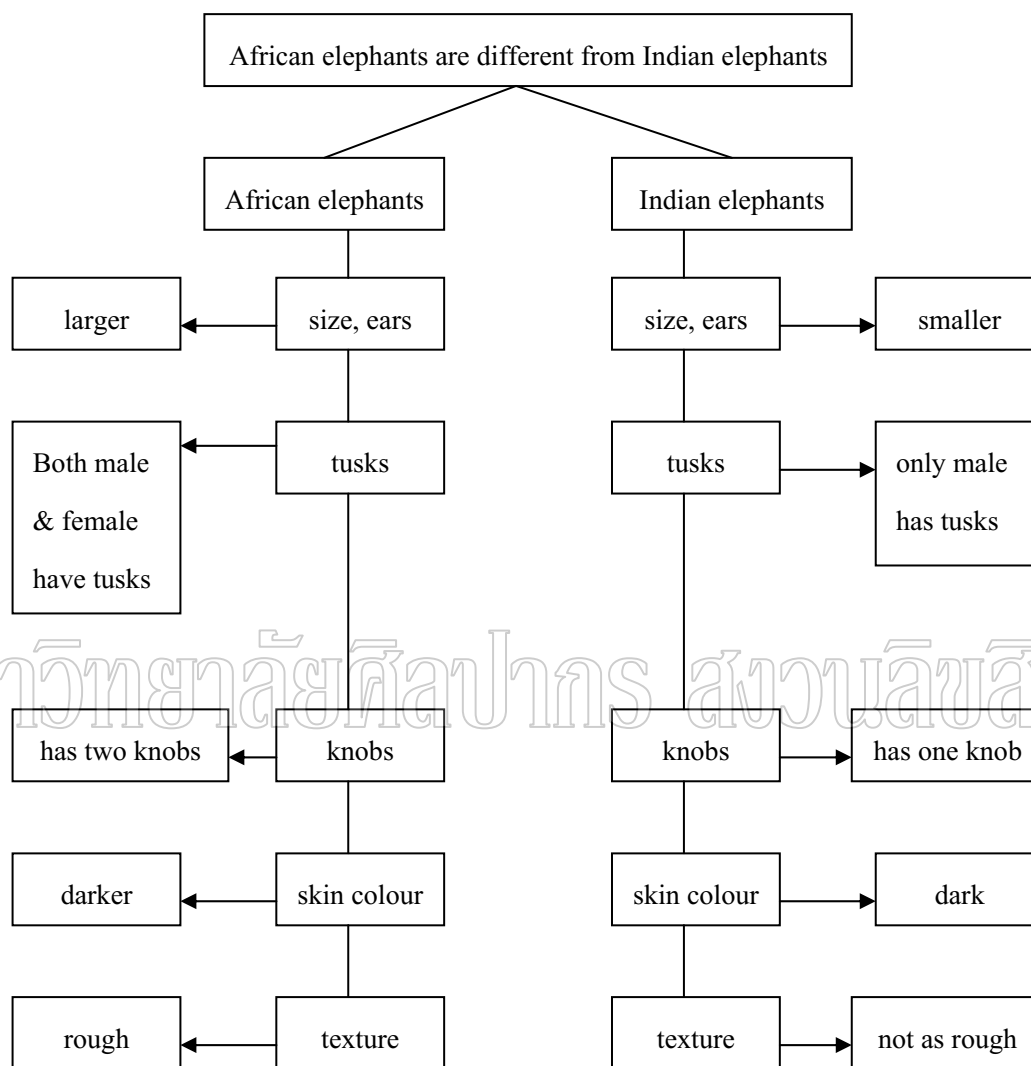 African elephants are different from Indian elephants
African elephants
Indian elephants
larger
size, ears
size, ears
smaller
Both male
& female
have tusks
tusks
tusks
only male
has tusks
าวิทยาลัยศิลปากร สงวนลิขสิ
has two knobs
knobs
knobs
has one knob
darker
skin colour
skin colour
dark
rough
texture
texture
not as rough